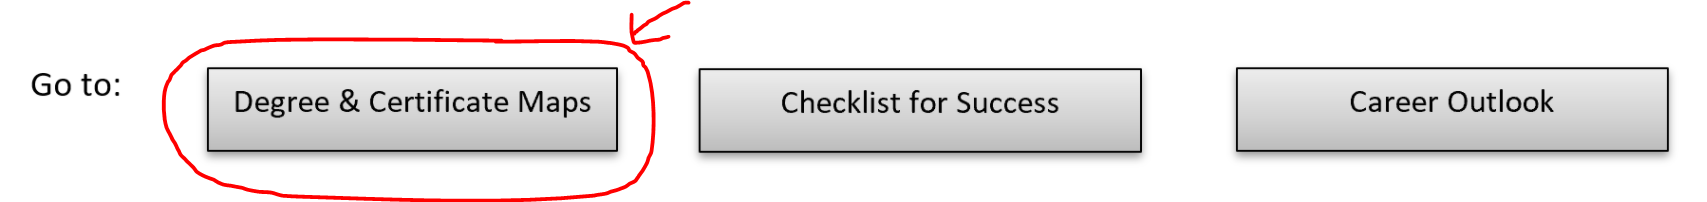 Go to:
Degree & Certificate Maps
Checklist for Success
Career Outlook